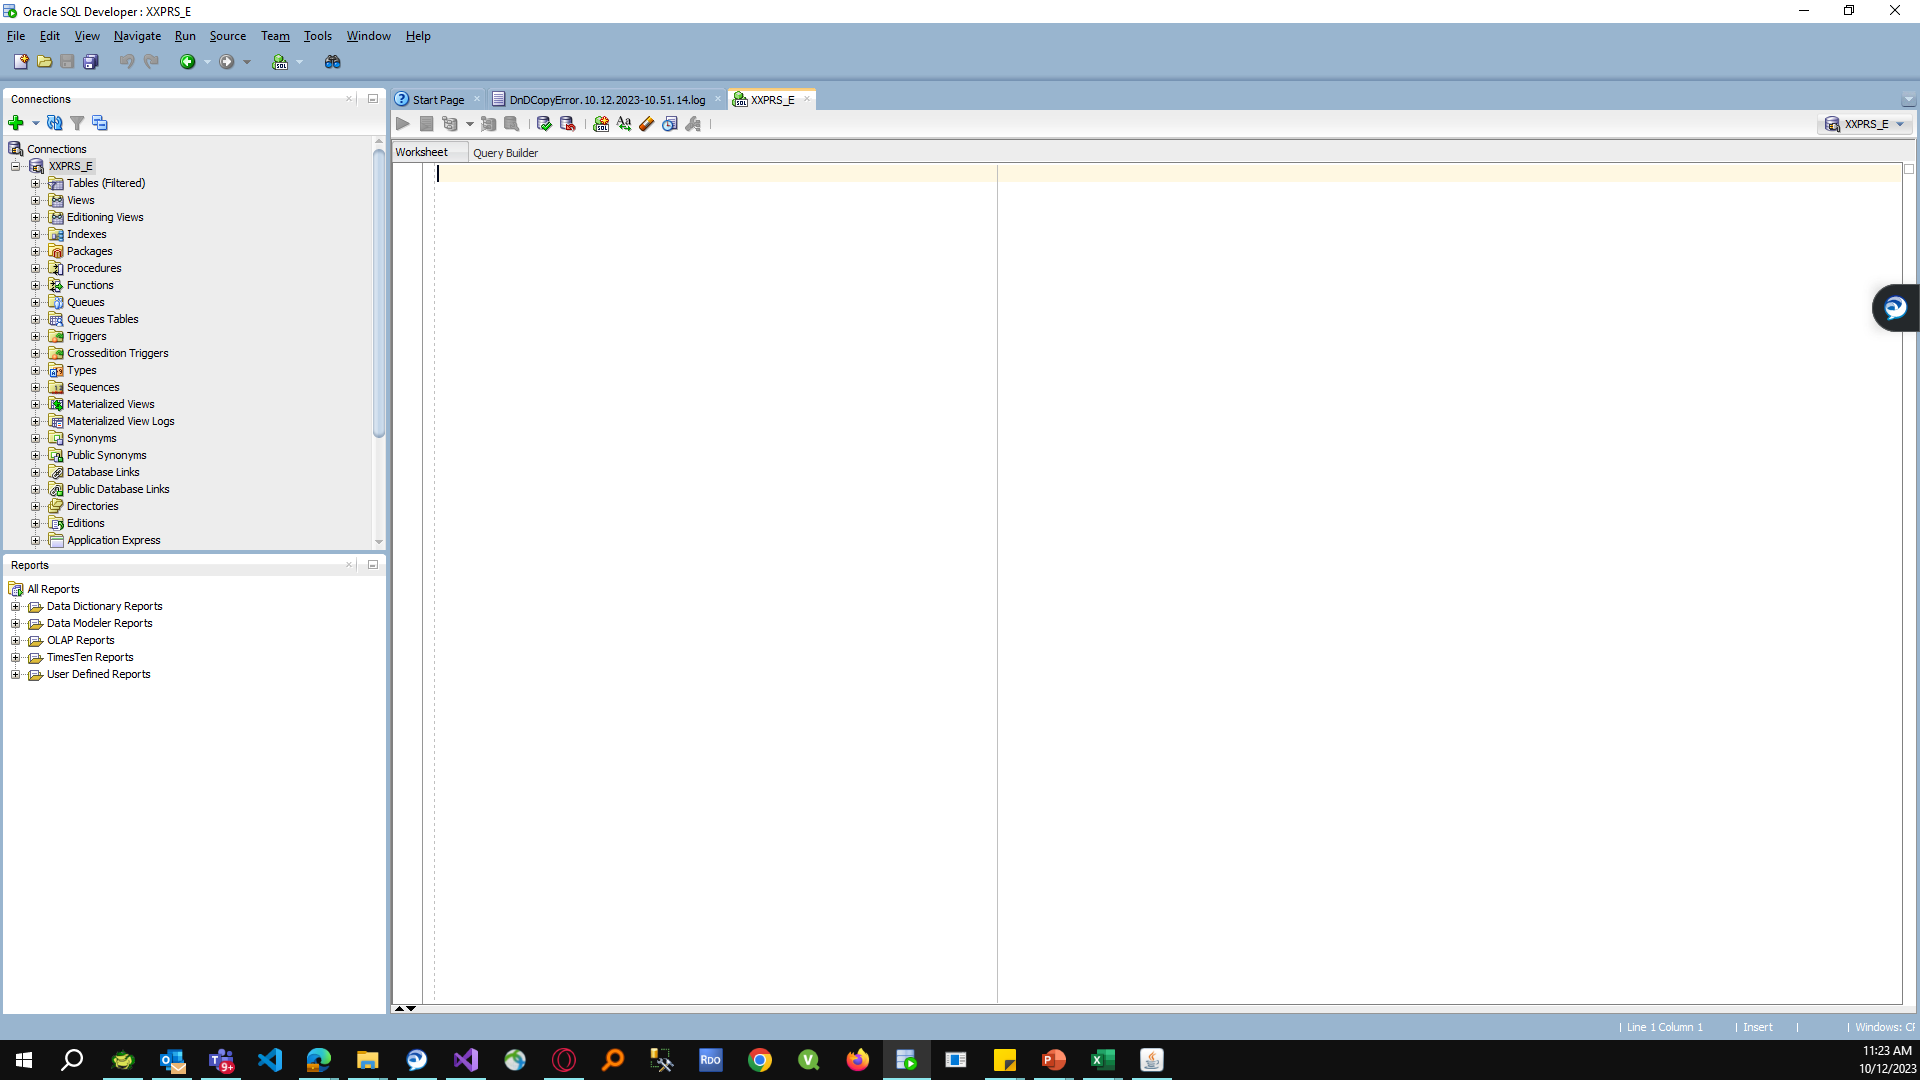 Oracle SQL Developer : XXPRS_E
File Edit View Navigate Run Source Team Tools Window Help
Connections
Start Page
DnDCopyError.10.12.2023-10.51.14.log
XXPRS_E
XXPRS_E
Worksheet
Query Builder
Connections
XXPRS_E
Tables (Filtered)
Views
Editioning Views
Indexes
Packages
Procedures
Functions
Queues
Queues Tables
Triggers
Crossedition Triggers
Types
Sequences
Materialized Views
Materialized View Logs
Synonyms
Public Synonyms
Database Links
Public Database Links
Directories
Editions
Application Express
Reports
All Reports
Data Dictionary Reports
Data Modeler Reports
OLAP Reports
TimesTen Reports
User Defined Reports
Line 1 Column 1
Insert
Windows: CF
9+
RDO
11:23 AM
10/12/2023